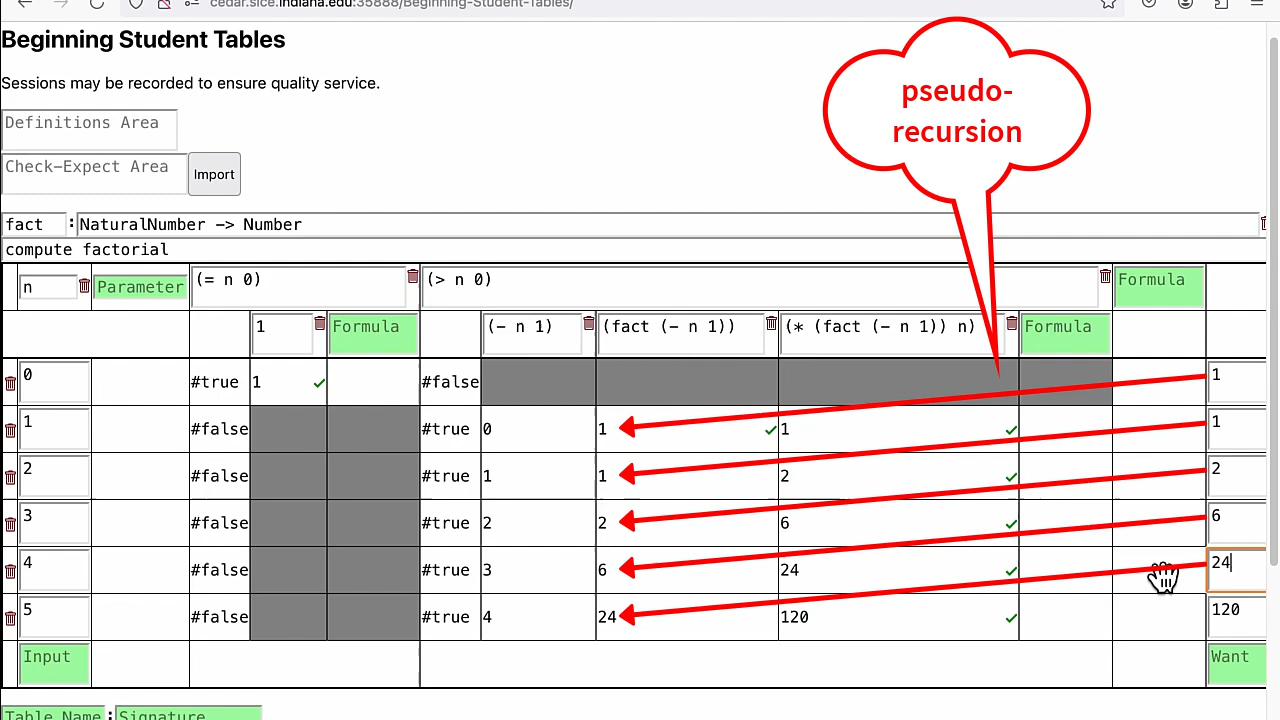 cedar.sice.indiana.edu:35888/Beginning-Student-Tables/
Beginning Student Tables
Sessions may be recorded to ensure quality service.
Definitions Area
Check-Expect Area
Import
pseudo-
recursion
fact : NaturalNumber -> Number
compute factorial
n Parameter (= n 0) (> n 0) Formula
1 Formula (- n 1) (fact (- n 1)) (* (fact (- n 1)) n) Formula
0 #true 1 #false 1
1 #false #true 0 1 1 1
2 #false #true 1 1 2 2
3 #false #true 2 2 6 6
4 #false #true 3 6 24 24
5 #false #true 4 24 120 120
Input Want
Table Name : Signature